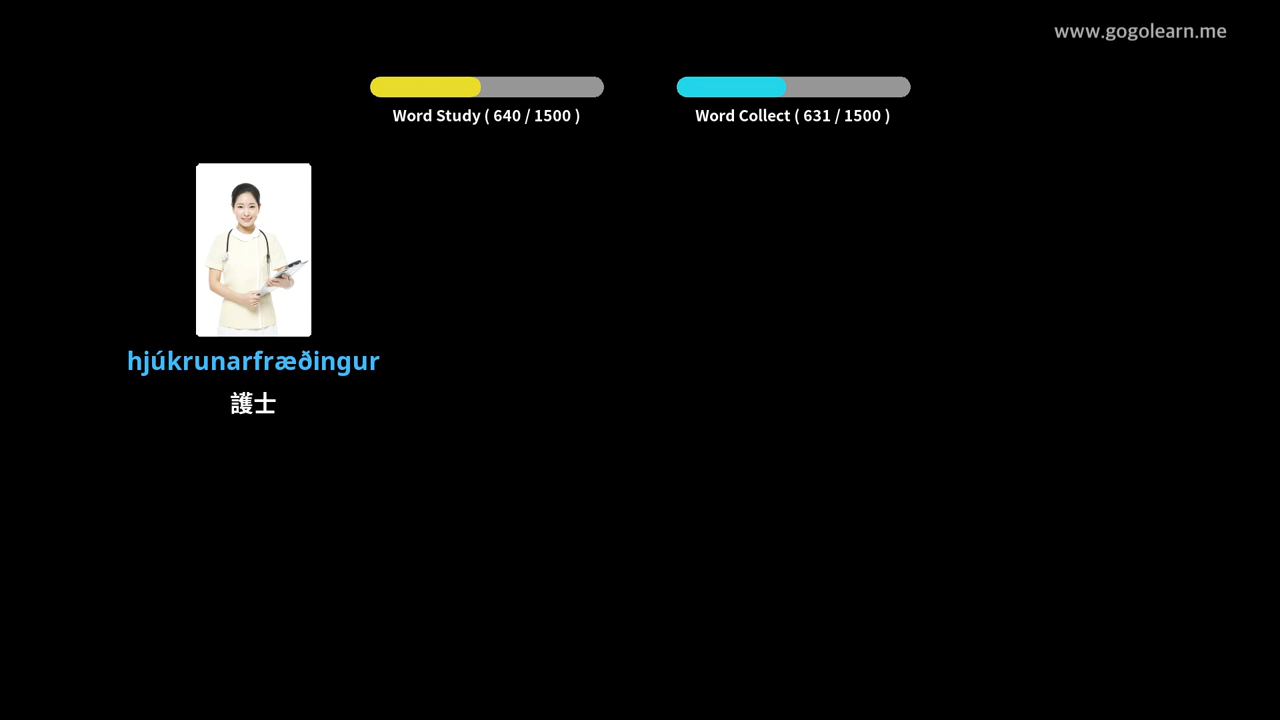 www.gogolearn.me
Word Study ( 640 / 1500 )
Word Collect ( 631 / 1500 )
hjúkrunarfræðingur
護士